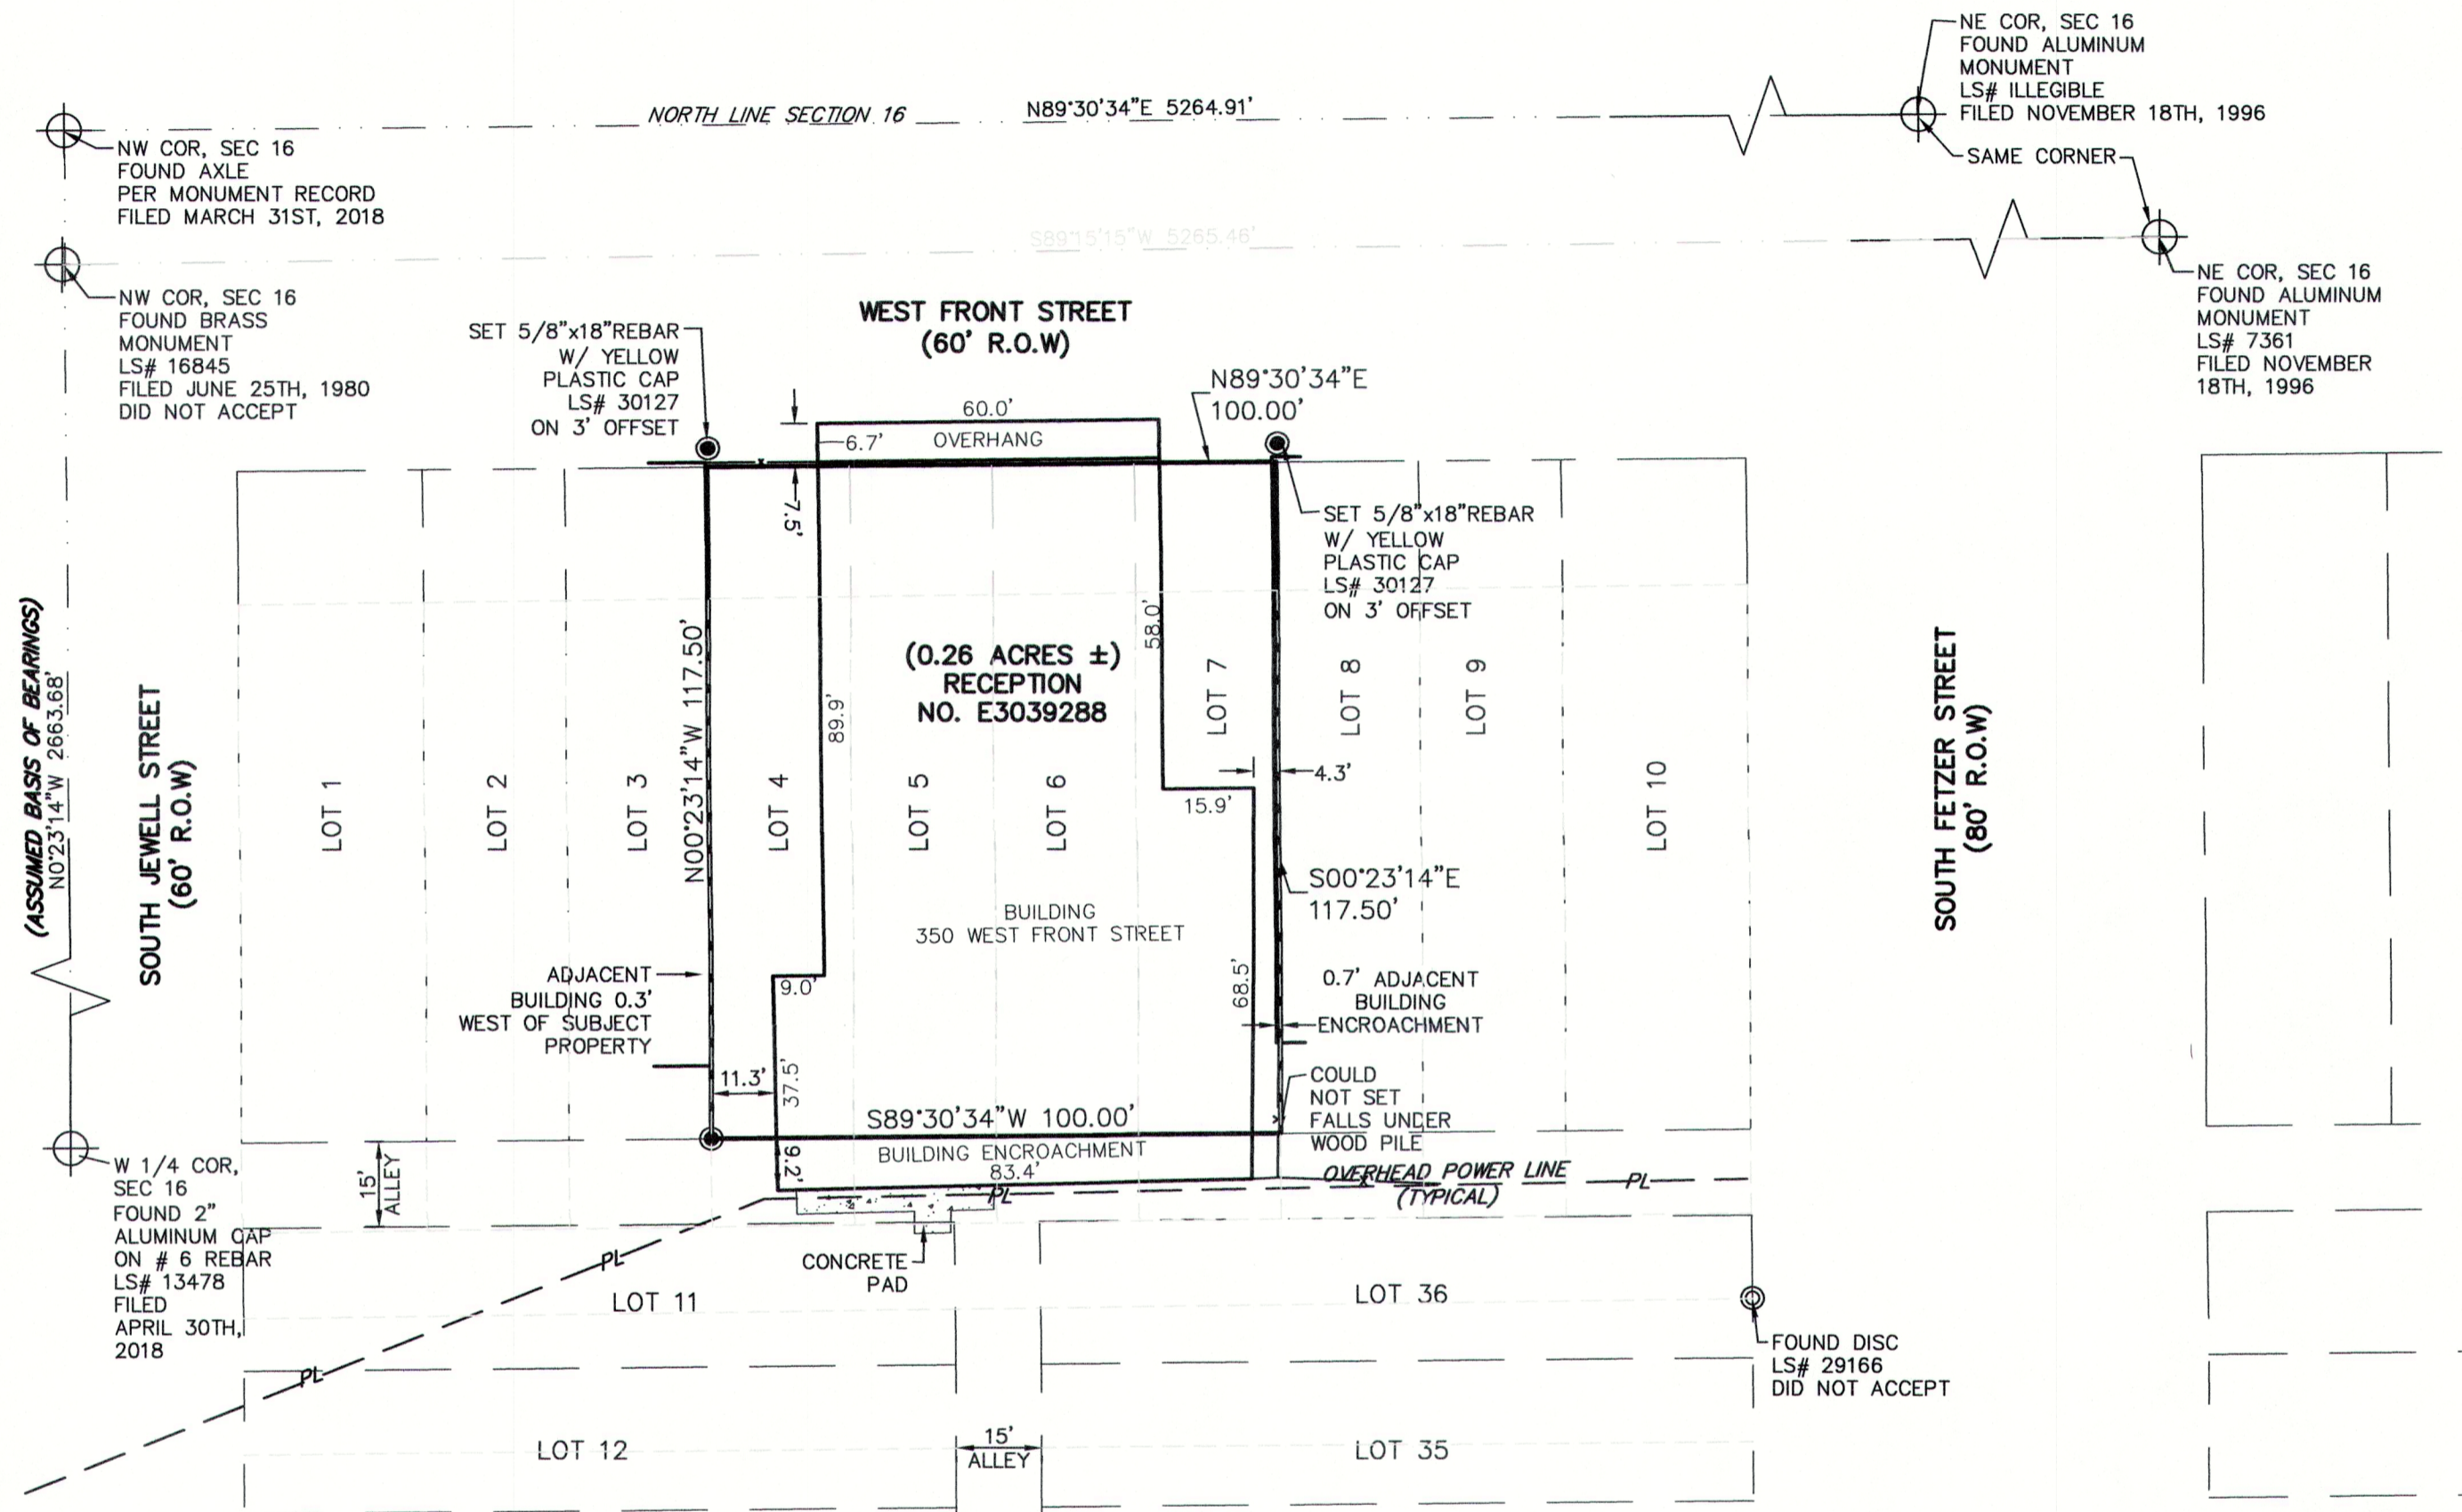 NE COR, SEC 16
FOUND ALUMINUM
MONUMENT
LS# ILLEGIBLE
FILED NOVEMBER 18TH, 1996
SAME CORNER
NORTH LINE SECTION 16
N89°30'34"E 5264.91'
NW COR, SEC 16
FOUND AXLE
PER MONUMENT RECORD
FILED MARCH 31ST, 2018
S89°15'15"W 5265.46'
NW COR, SEC 16
FOUND BRASS
MONUMENT
LS# 16845
FILED JUNE 25TH, 1980
DID NOT ACCEPT
NE COR, SEC 16
FOUND ALUMINUM
MONUMENT
LS# 7361
FILED NOVEMBER
18TH, 1996
WEST FRONT STREET
(60' R.O.W)
SET 5/8"x18"REBAR
W/ YELLOW
PLASTIC CAP
LS# 30127
ON 3' OFFSET
N89°30'34"E
100.00'
60.0'
6.7'
OVERHANG
7.5'
SET 5/8"x18"REBAR
W/ YELLOW
PLASTIC CAP
LS# 30127
ON 3' OFFSET
(ASSUMED BASIS OF BEARINGS)
N0°23'14"W 2663.68'
SOUTH JEWELL STREET
(60' R.O.W)
LOT 1
LOT 2
LOT 3
N00°23'14"W 117.50'
LOT 4
89.9'
LOT 5
(0.26 ACRES ±)
RECEPTION
NO. E3039288
LOT 6
58.0'
LOT 7
LOT 8
LOT 9
LOT 10
SOUTH FETZER STREET
(80' R.O.W)
4.3'
15.9'
S00°23'14"E
117.50'
BUILDING
350 WEST FRONT STREET
ADJACENT
BUILDING 0.3'
WEST OF SUBJECT
PROPERTY
9.0'
68.5'
0.7' ADJACENT
BUILDING
ENCROACHMENT
11.3'
37.5'
COULD
NOT SET
FALLS UNDER
WOOD PILE
S89°30'34"W 100.00'
BUILDING ENCROACHMENT
9.2'
83.4'
OVERHEAD POWER LINE
(TYPICAL)
PL
PL
15'
ALLEY
W 1/4 COR,
SEC 16
FOUND 2"
ALUMINUM CAP
ON # 6 REBAR
LS# 13478
FILED
APRIL 30TH,
2018
PL
PL
CONCRETE
PAD
LOT 11
LOT 36
FOUND DISC
LS# 29166
DID NOT ACCEPT
LOT 12
15'
ALLEY
LOT 35